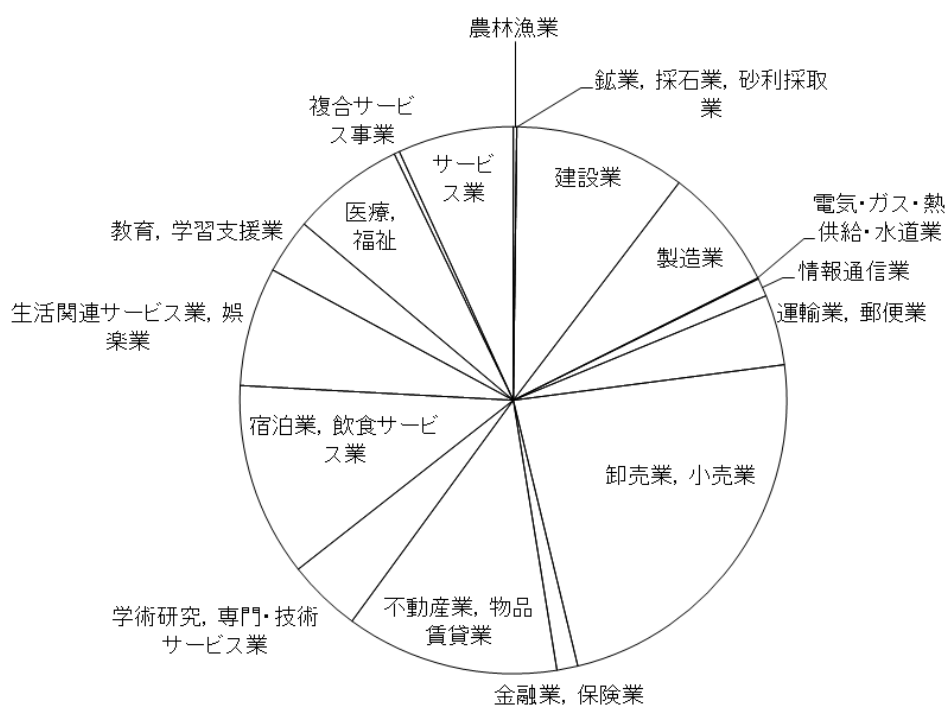 農林漁業
鉱業, 採石業, 砂利採取
業
建設業
製造業
電気・ガス・熱
供給・水道業
情報通信業
運輸業, 郵便業
卸売業, 小売業
金融業, 保険業
不動産業, 物品
賃貸業
学術研究, 専門・技術
サービス業
宿泊業, 飲食サービ
ス業
生活関連サービス業, 娯
楽業
教育, 学習支援業
医療,
福祉
複合サービ
ス事業
サービ
ス業